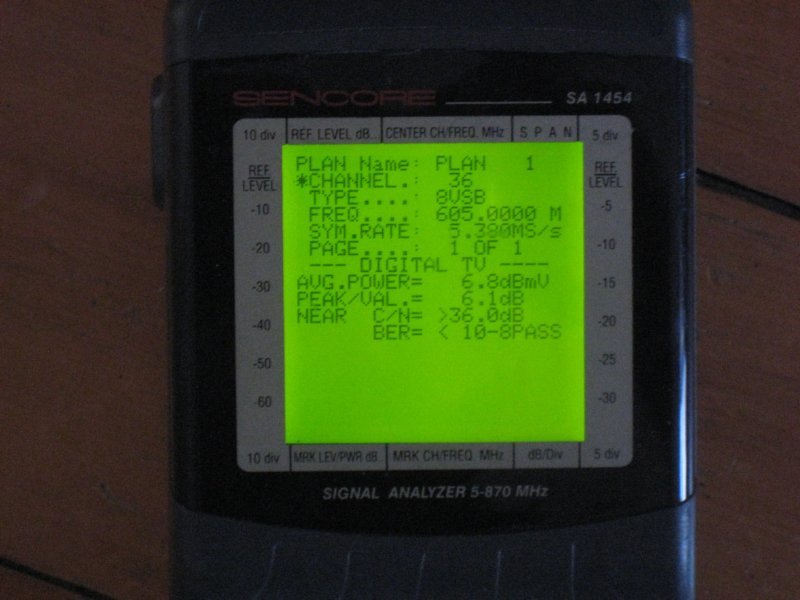 SENCORE SA 1454
10 div REF. LEVEL dB... CENTER CH/FREQ. MHz S P A N 5 div
REF. LEVEL
-10
-20
-30
-40
-50
-60
PLAN Name: PLAN 1
*CHANNEL.: 36
TYPE....: 8VSB
FREQ....: 605.0000 M
SYM.RATE: 5.380MS/s
PAGE....: 1 OF 1
--- DIGITAL TV ----
AVG.POWER= 6.8dBmV
PEAK/VAL.= 6.1dB
NEAR C/N= >36.0dB
BER= < 10-8PASS
REF. LEVEL
-5
-10
-15
-20
-25
-30
10 div MRK LEV/PWR dB.. MRK CH/FREQ. MHz dB/Div 5 div
SIGNAL ANALYZER 5-870 MHz